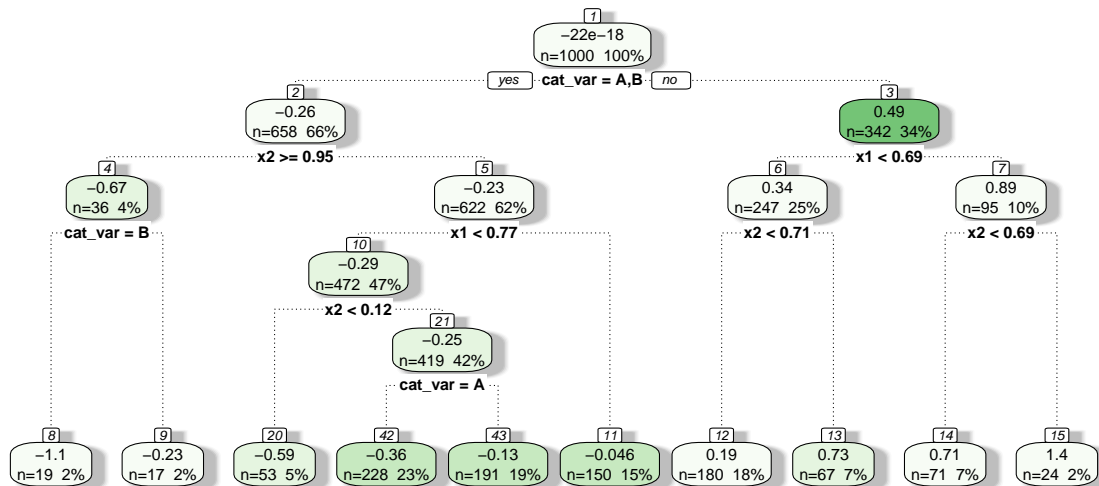 1
−22e−18
n=1000 100%
yes cat_var = A,B no
2
−0.26
n=658 66%
x2 >= 0.95
3
0.49
n=342 34%
x1 < 0.69
4
−0.67
n=36 4%
cat_var = B
5
−0.23
n=622 62%
x1 < 0.77
6
0.34
n=247 25%
x2 < 0.71
7
0.89
n=95 10%
x2 < 0.69
10
−0.29
n=472 47%
x2 < 0.12
21
−0.25
n=419 42%
cat_var = A
8
−1.1
n=19 2%
9
−0.23
n=17 2%
20
−0.59
n=53 5%
42
−0.36
n=228 23%
43
−0.13
n=191 19%
11
−0.046
n=150 15%
12
0.19
n=180 18%
13
0.73
n=67 7%
14
0.71
n=71 7%
15
1.4
n=24 2%